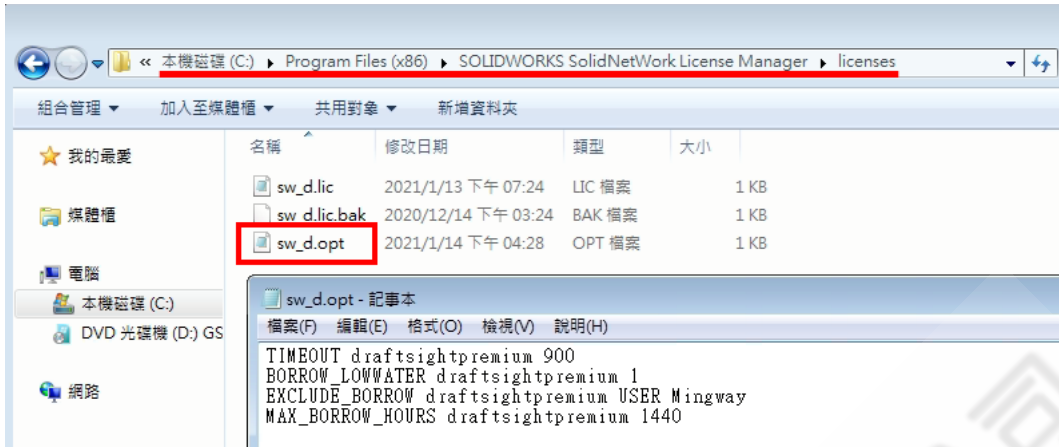 « 本機磁碟 (C:) ▸ Program Files (x86) ▸ SOLIDWORKS SolidNetWork License Manager ▸ licenses
組合管理 ▼ 加入至媒體櫃 ▼ 共用對象 ▼ 新增資料夾
名稱 修改日期 類型 大小
我的最愛
sw_d.lic 2021/1/13 下午 07:24 LIC 檔案 1 KB
媒體櫃
sw_d.lic.bak 2020/12/14 下午 03:24 BAK 檔案 1 KB
sw_d.opt 2021/1/14 下午 04:28 OPT 檔案 1 KB
電腦
本機磁碟 (C:)
DVD 光碟機 (D:) GS
網路
sw_d.opt - 記事本
檔案(F) 編輯(E) 格式(O) 檢視(V) 說明(H)
TIMEOUT draftsightpremium 900
BORROW_LOWWATER draftsightpremium 1
EXCLUDE_BORROW draftsightpremium USER Mingway
MAX_BORROW_HOURS draftsightpremium 1440